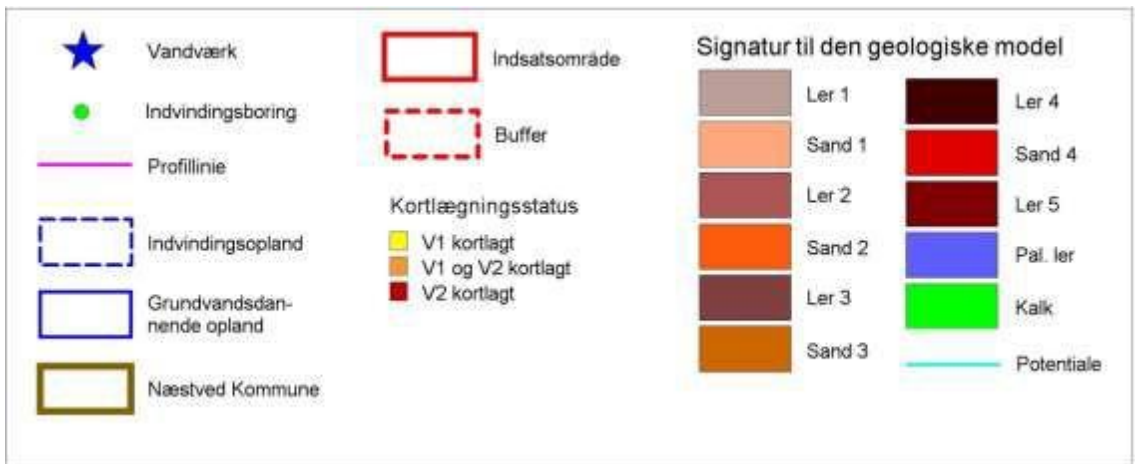 Vandværk
Indvindingsboring
Profillinie
Indvindingsopland
Grundvandsdan-
nende opland
Næstved Kommune
Indsatsområde
Buffer
Kortlægningsstatus
V1 kortlagt
V1 og V2 kortlagt
V2 kortlagt
Signatur til den geologiske model
Ler 1
Sand 1
Ler 2
Sand 2
Ler 3
Sand 3
Ler 4
Sand 4
Ler 5
Pal. ler
Kalk
Potentiale